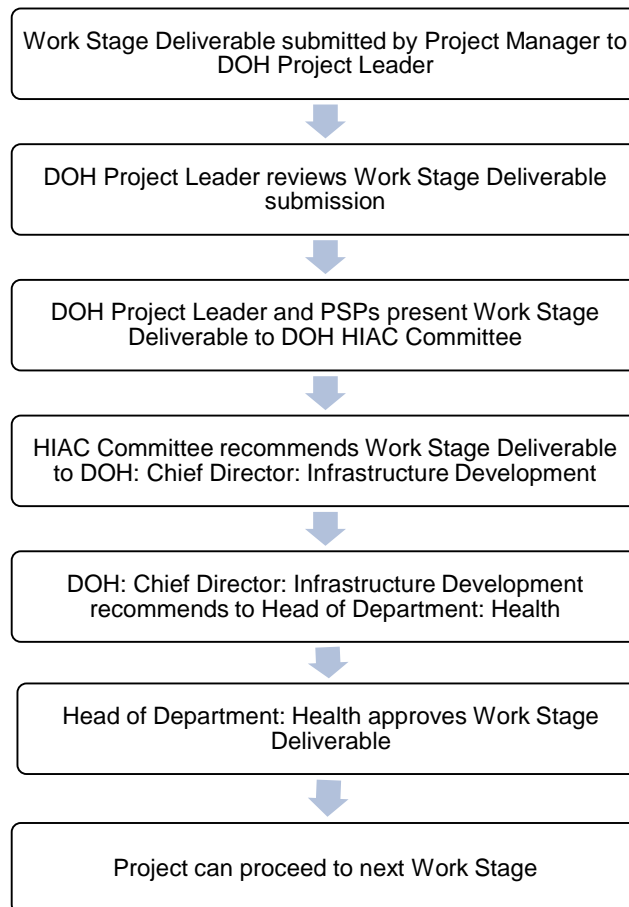 Work Stage Deliverable submitted by Project Manager to
DOH Project Leader
DOH Project Leader reviews Work Stage Deliverable
submission
DOH Project Leader and PSPs present Work Stage
Deliverable to DOH HIAC Committee
HIAC Committee recommends Work Stage Deliverable
to DOH: Chief Director: Infrastructure Development
DOH: Chief Director: Infrastructure Development
recommends to Head of Department: Health
Head of Department: Health approves Work Stage
Deliverable
Project can proceed to next Work Stage